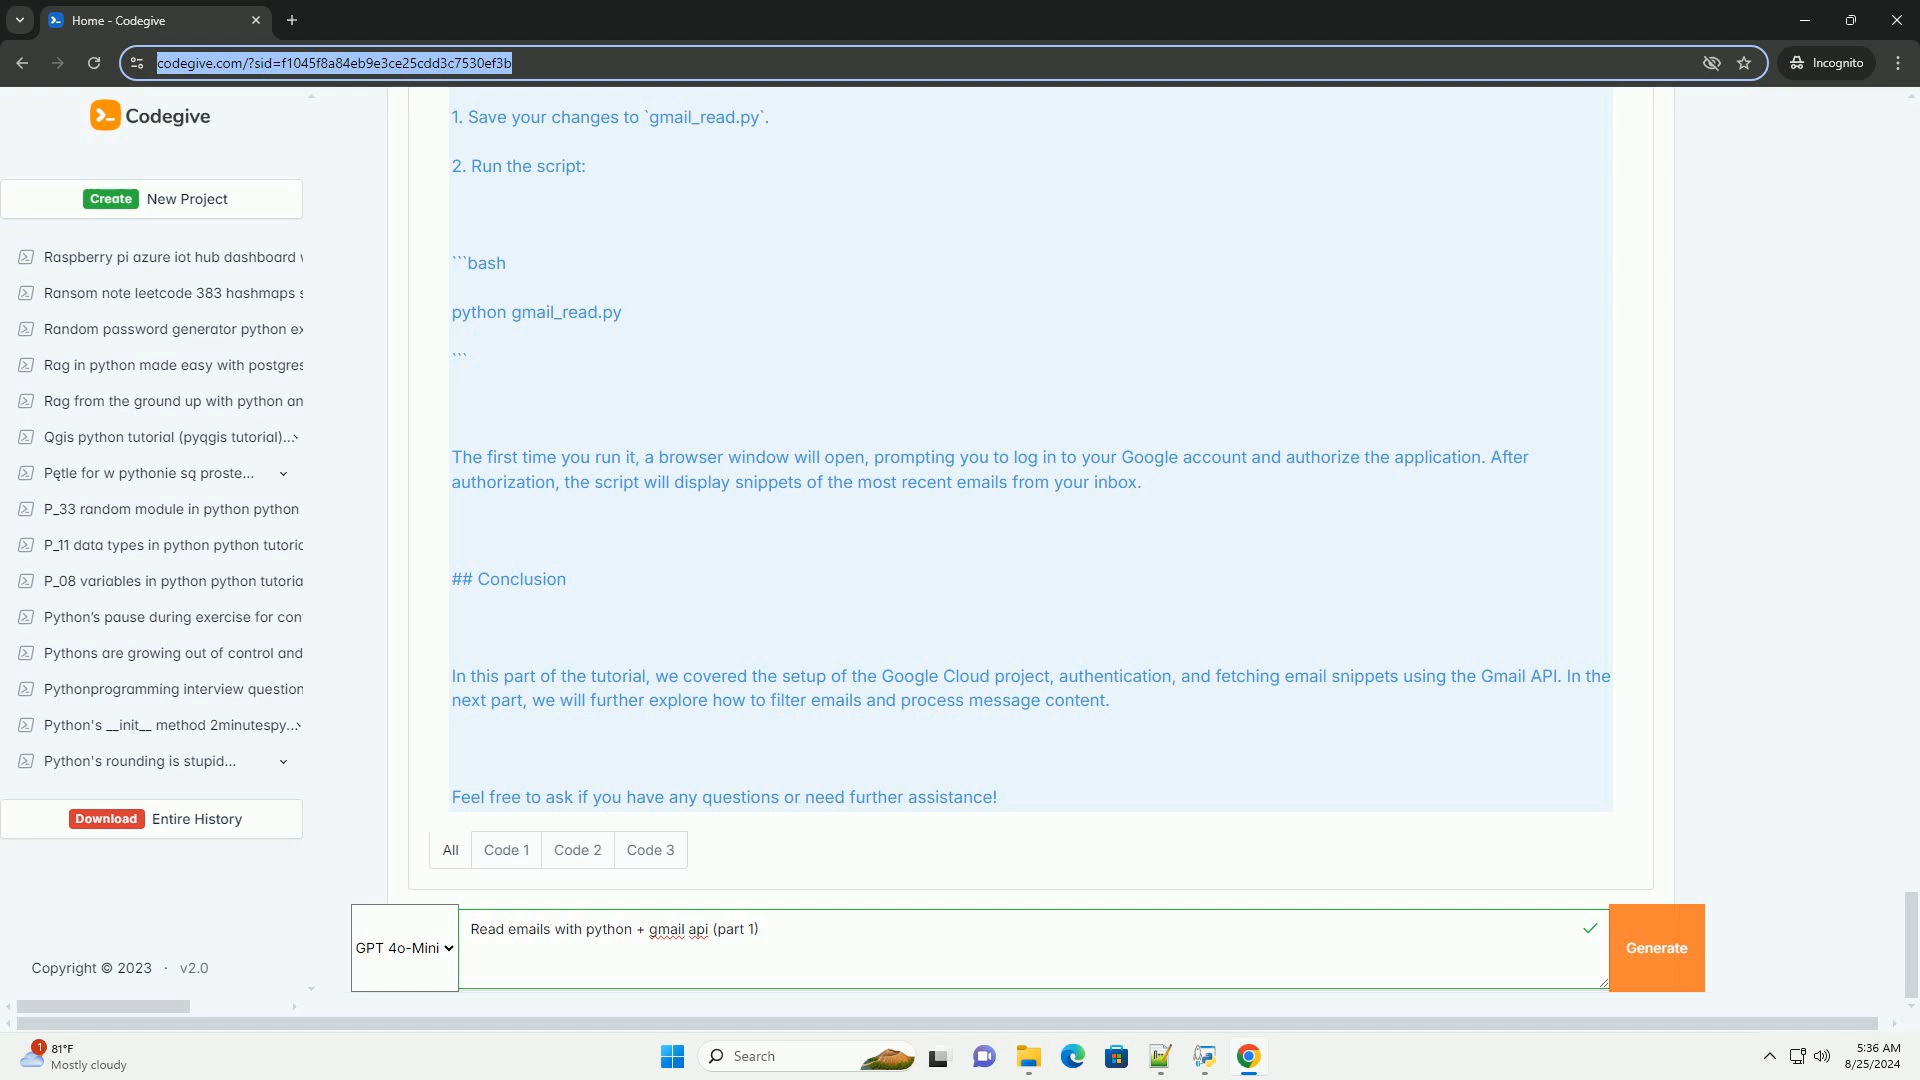 Home - Codegive
codegive.com/?sid=f1045f8a84eb9e3ce25cdd3c7530ef3b
Incognito
Codegive
Create New Project
Raspberry pi azure iot hub dashboard
Ransom note leetcode 383 hashmaps s
Random password generator python ex
Rag in python made easy with postgres
Rag from the ground up with python an
Qgis python tutorial (pyqgis tutorial)...
Pętle for w pythonie są proste...
P_33 random module in python python
P_11 data types in python python tutoria
P_08 variables in python python tutoria
Python's pause during exercise for con
Pythons are growing out of control and
Pythonprogramming interview question
Python's __init__ method 2minutespy...
Python's rounding is stupid...
Download Entire History
Copyright © 2023 · v2.0
1. Save your changes to `gmail_read.py`.
2. Run the script:
```bash
python gmail_read.py
```
The first time you run it, a browser window will open, prompting you to log in to your Google account and authorize the application. After
authorization, the script will display snippets of the most recent emails from your inbox.
## Conclusion
In this part of the tutorial, we covered the setup of the Google Cloud project, authentication, and fetching email snippets using the Gmail API. In the
next part, we will further explore how to filter emails and process message content.
Feel free to ask if you have any questions or need further assistance!
All Code 1 Code 2 Code 3
GPT 4o-Mini
Read emails with python + gmail api (part 1)
Generate
1
81°F
Mostly cloudy
Search
5:36 AM
8/25/2024